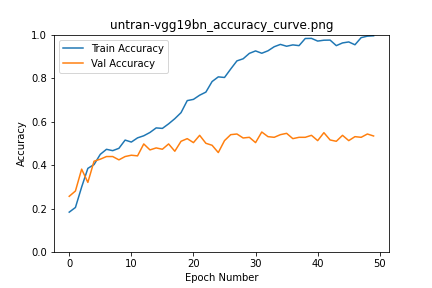 untran-vgg19bn_accuracy_curve.png
Train Accuracy
Val Accuracy
Accuracy
1.0
0.8
0.6
0.4
0.2
0.0
0 10 20 30 40 50
Epoch Number